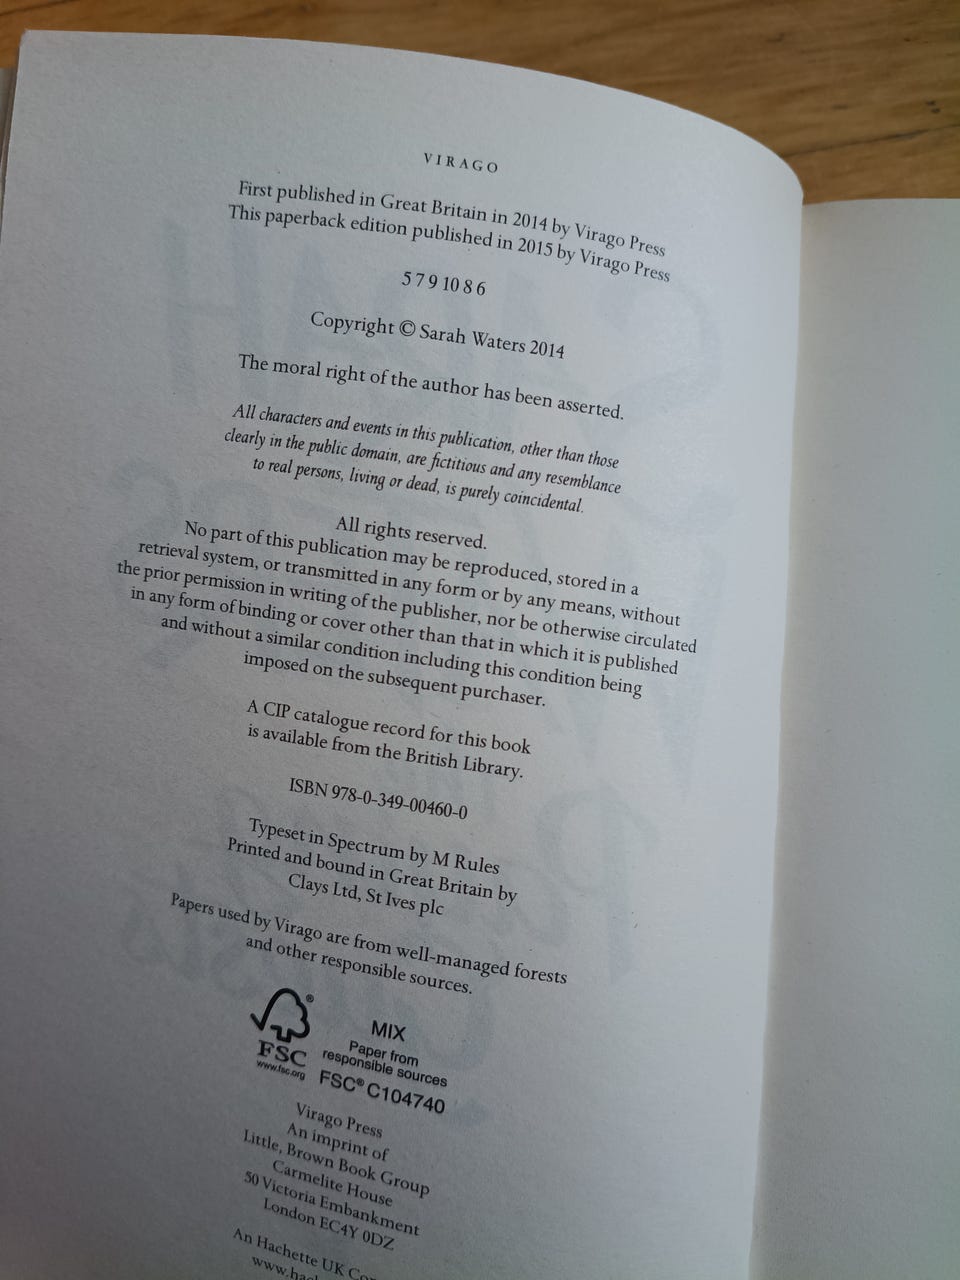 VIRAGO
First published in Great Britain in 2014 by Virago Press
This paperback edition published in 2015 by Virago Press
5 7 9 10 8 6
Copyright © Sarah Waters 2014
The moral right of the author has been asserted.
All characters and events in this publication, other than those
clearly in the public domain, are fictitious and any resemblance
to real persons, living or dead, is purely coincidental.
All rights reserved.
No part of this publication may be reproduced, stored in a
retrieval system, or transmitted in any form or by any means, without
the prior permission in writing of the publisher, nor be otherwise circulated
in any form of binding or cover other than that in which it is published
and without a similar condition including this condition being
imposed on the subsequent purchaser.
A CIP catalogue record for this book
is available from the British Library.
ISBN 978-0-349-00460-0
Typeset in Spectrum by M Rules
Printed and bound in Great Britain by
Clays Ltd, St Ives plc
Papers used by Virago are from well-managed forests
and other responsible sources.
FSC
www.fsc.org
MIX
Paper from
responsible sources
FSC® C104740
Virago Press
An imprint of
Little, Brown Book Group
Carmelite House
50 Victoria Embankment
London EC4Y 0DZ
An Hachette UK